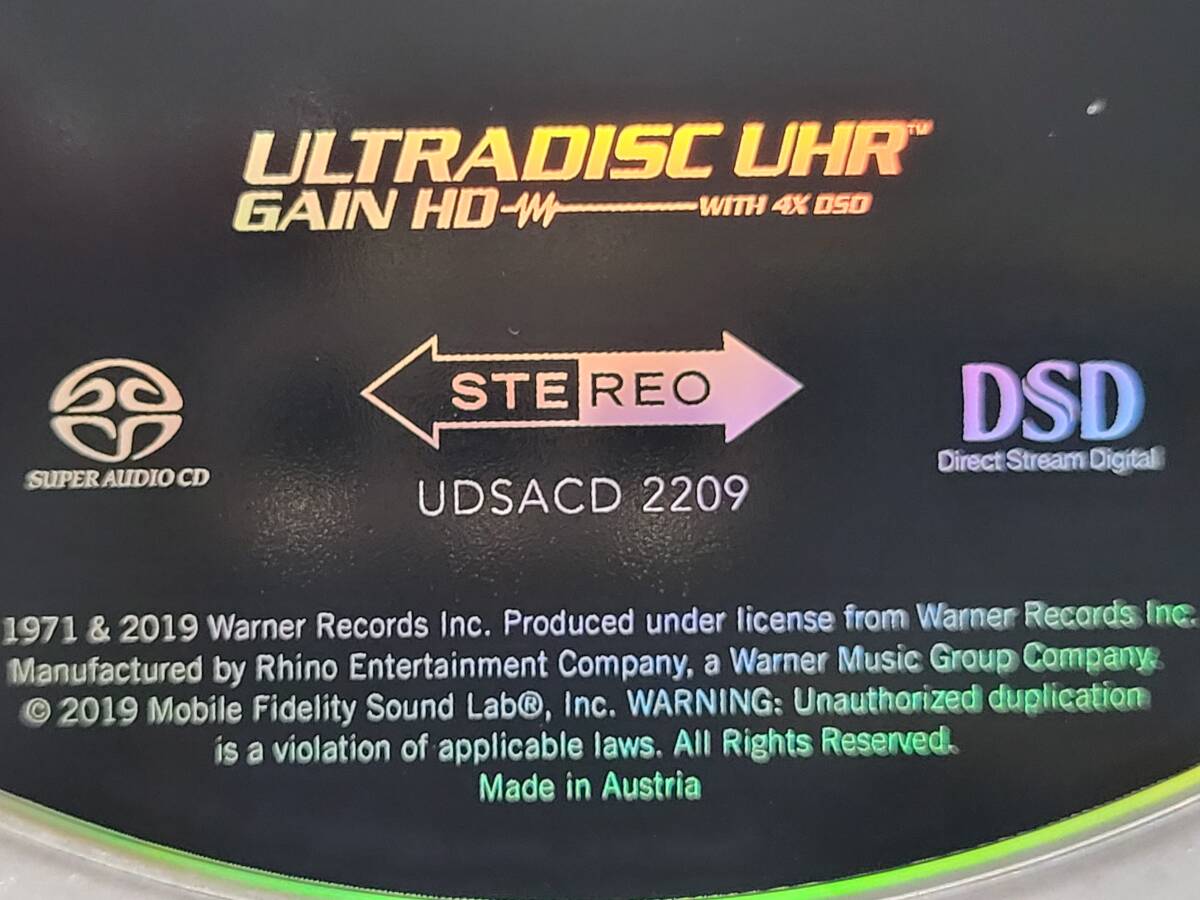 ULTRADISC UHR™
GAIN HD WITH 4X DSD
STEREO
SUPER AUDIO CD
DSD
Direct Stream Digital
UDSACD 2209
1971 & 2019 Warner Records Inc. Produced under license from Warner Records Inc.
Manufactured by Rhino Entertainment Company, a Warner Music Group Company.
© 2019 Mobile Fidelity Sound Lab®, Inc. WARNING: Unauthorized duplication
is a violation of applicable laws. All Rights Reserved.
Made in Austria